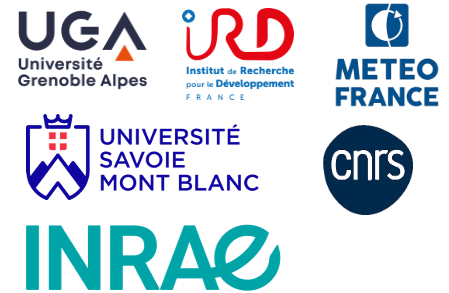 UGA
Université
Grenoble Alpes
IRD
Institut de Recherche
pour le Développement
FRANCE
METEO
FRANCE
UNIVERSITÉ
SAVOIE
MONT BLANC
cnrs
INRAE